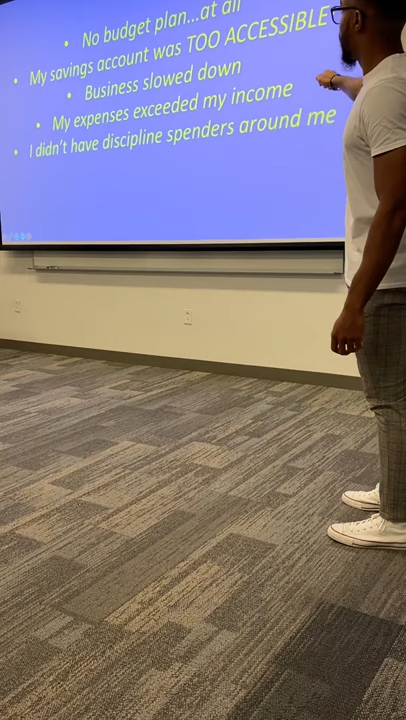 • No budget plan...at all
• My savings account was TOO ACCESSIBLE
• Business slowed down
• My expenses exceeded my income
• I didn't have discipline spenders around me